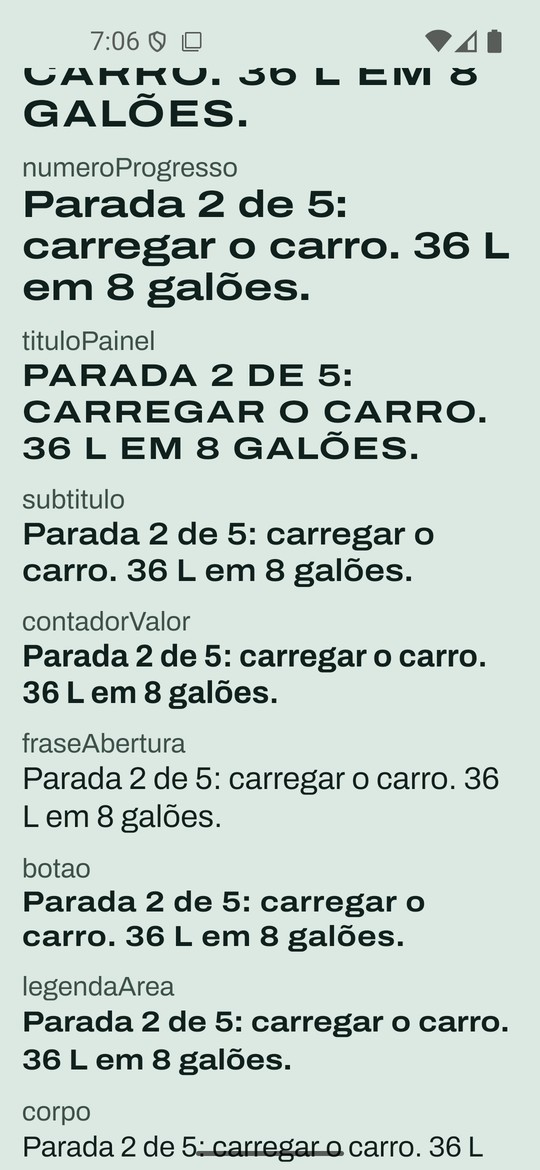 7:06
CARRO. 36 L EM 8
GALÕES.
numeroProgresso
Parada 2 de 5:
carregar o carro. 36 L
em 8 galões.
tituloPainel
PARADA 2 DE 5:
CARREGAR O CARRO.
36 L EM 8 GALÕES.
subtitulo
Parada 2 de 5: carregar o
carro. 36 L em 8 galões.
contadorValor
Parada 2 de 5: carregar o carro.
36 L em 8 galões.
fraseAbertura
Parada 2 de 5: carregar o carro. 36
L em 8 galões.
botao
Parada 2 de 5: carregar o
carro. 36 L em 8 galões.
legendaArea
Parada 2 de 5: carregar o carro.
36 L em 8 galões.
corpo
Parada 2 de 5: carregar o carro. 36 L